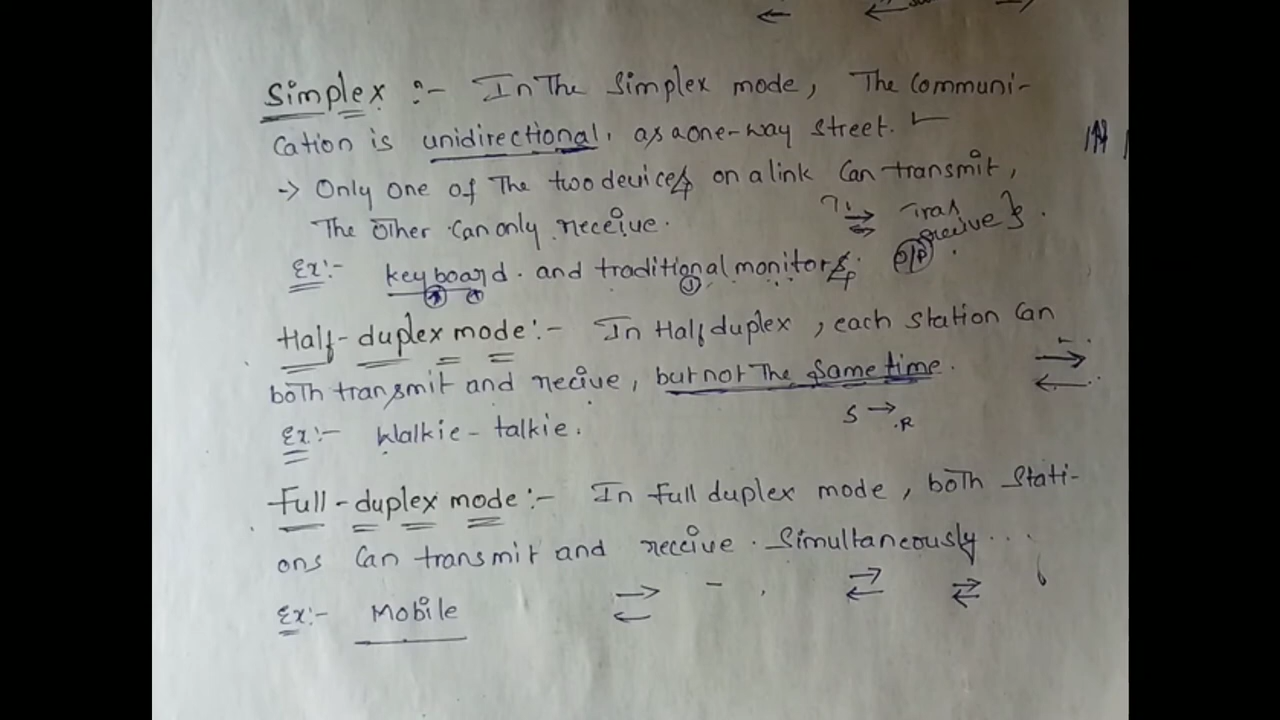 Simplex :- In The Simplex mode, The Communi-
cation is unidirectional, as a one-way street.
-> Only one of The two devices on a link Can transmit,
The other Can only receive.
Ex:- keyboard. and traditional monitors.
O/P
Half-duplex mode:- In Half duplex, each station Can
both transmit and recive, but not The Same time.
S → R
Ex:- Walkie-talkie.
Full-duplex mode:- In full duplex mode, both Stati-
ons Can transmit and receive. Simultaneously...
Ex:- Mobile